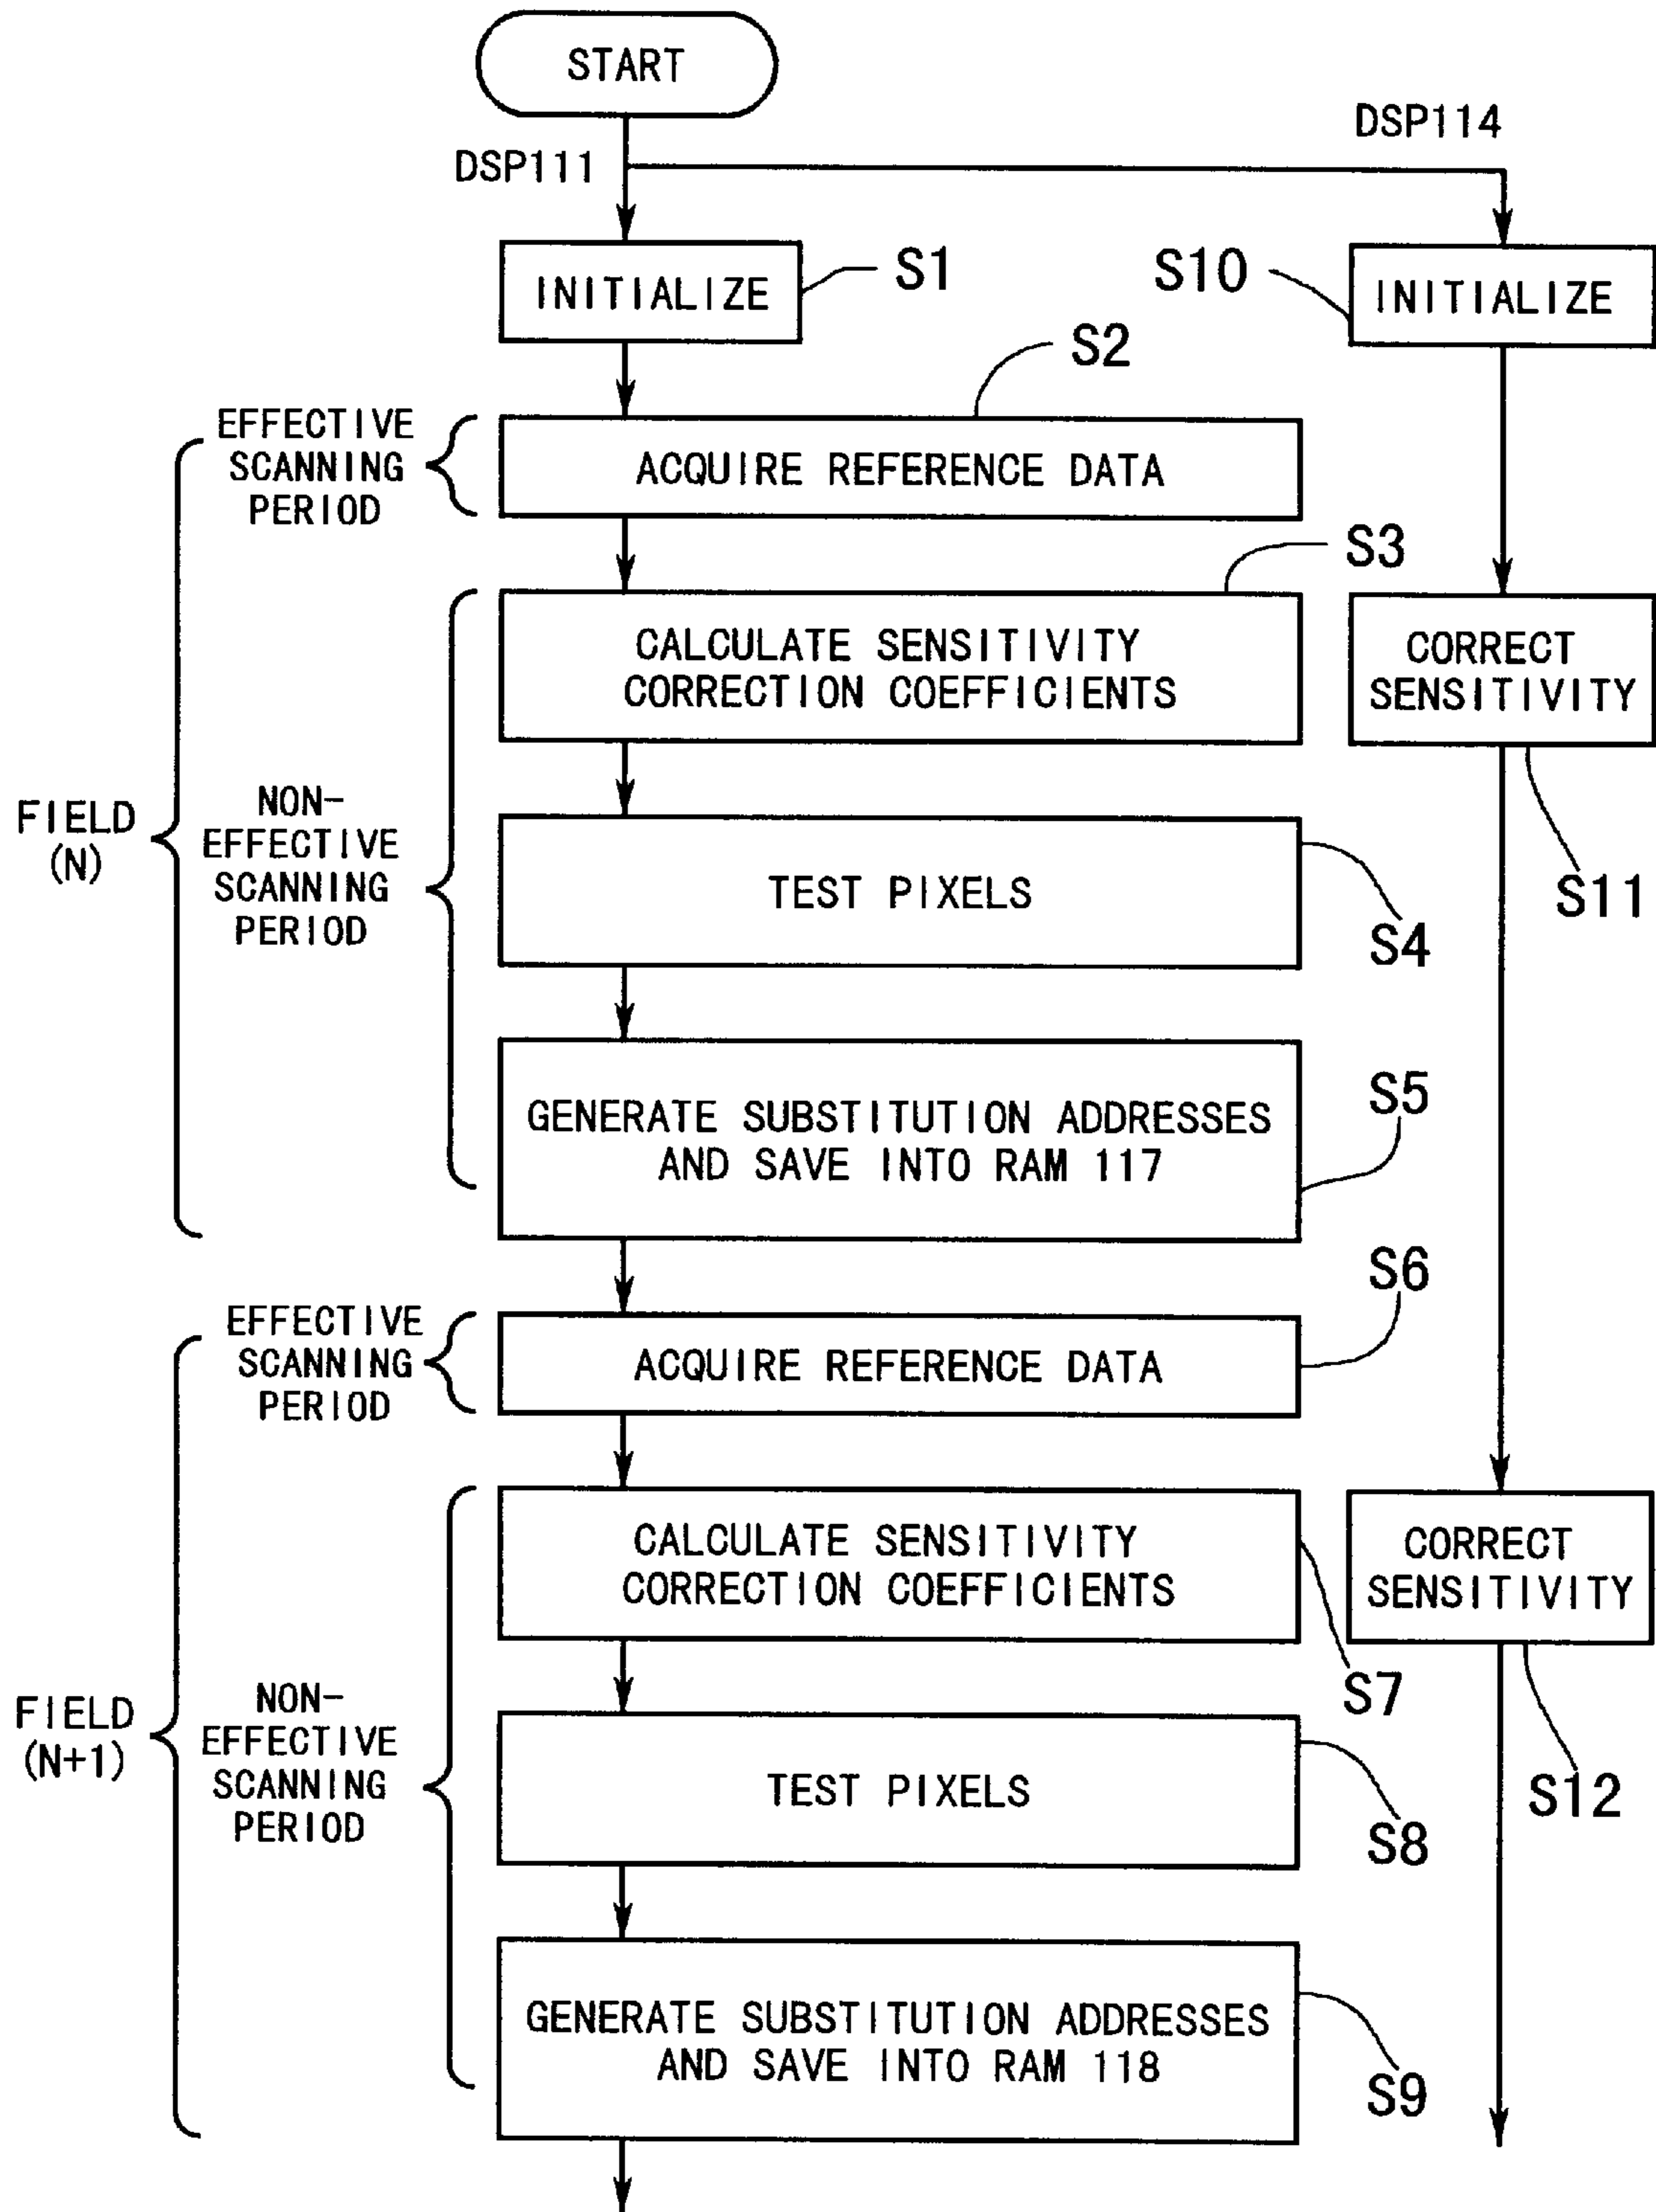 START
DSP111
DSP114
INITIALIZE
S1
S10
INITIALIZE
S2
EFFECTIVE
SCANNING
PERIOD
ACQUIRE REFERENCE DATA
S3
CALCULATE SENSITIVITY
CORRECTION COEFFICIENTS
CORRECT
SENSITIVITY
S11
FIELD
(N)
NON-
EFFECTIVE
SCANNING
PERIOD
TEST PIXELS
S4
GENERATE SUBSTITUTION ADDRESSES
AND SAVE INTO RAM 117
S5
S6
EFFECTIVE
SCANNING
PERIOD
ACQUIRE REFERENCE DATA
CALCULATE SENSITIVITY
CORRECTION COEFFICIENTS
CORRECT
SENSITIVITY
S7
S12
FIELD
(N+1)
NON-
EFFECTIVE
SCANNING
PERIOD
TEST PIXELS
S8
GENERATE SUBSTITUTION ADDRESSES
AND SAVE INTO RAM 118
S9